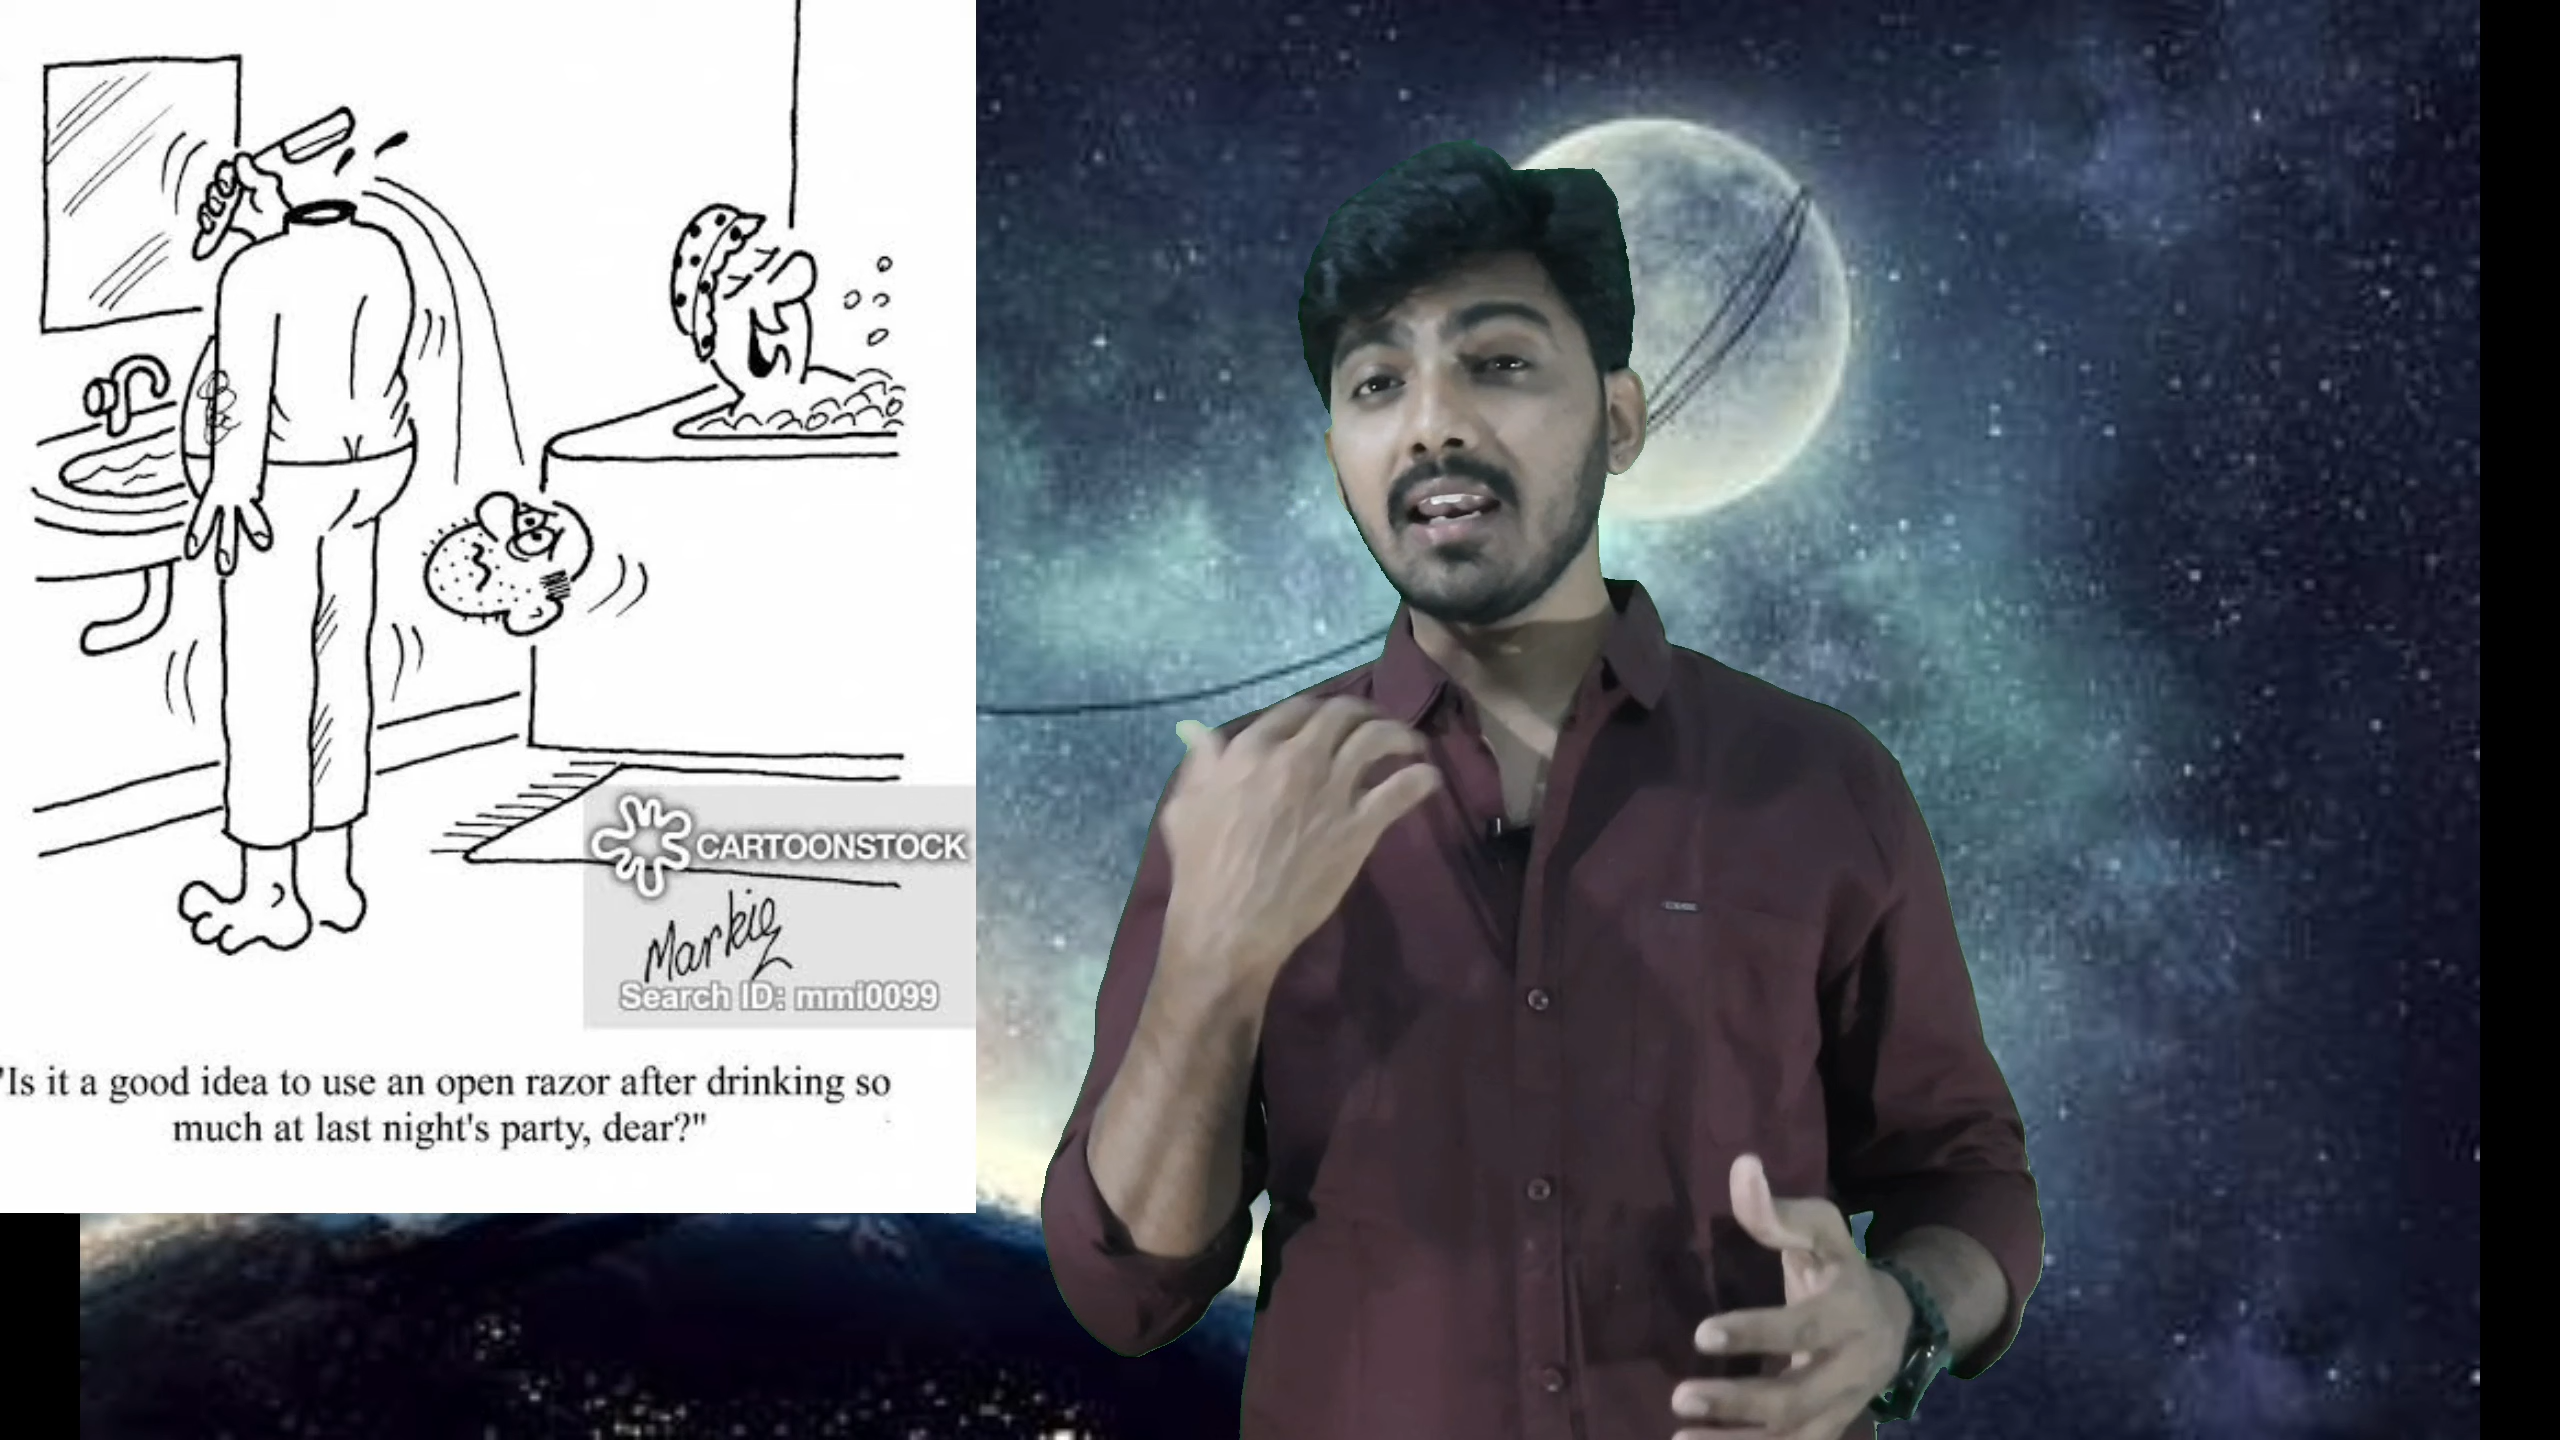 CARTOONSTOCK
Markie
Search ID: mmi0099
"Is it a good idea to use an open razor after drinking so
much at last night's party, dear?"